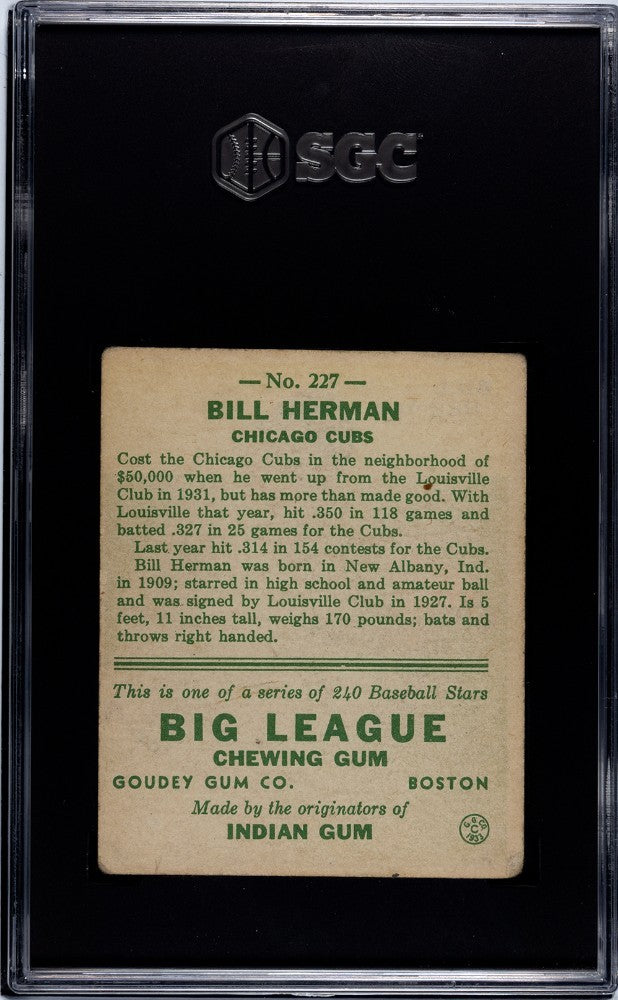 SGC
— No. 227 —
BILL HERMAN
CHICAGO CUBS
Cost the Chicago Cubs in the neighborhood of
$50,000 when he went up from the Louisville
Club in 1931, but has more than made good. With
Louisville that year, hit .350 in 118 games and
batted .327 in 25 games for the Cubs.
Last year hit .314 in 154 contests for the Cubs.
Bill Herman was born in New Albany, Ind.
in 1909; starred in high school and amateur ball
and was signed by Louisville Club in 1927. Is 5
feet, 11 inches tall, weighs 170 pounds; bats and
throws right handed.
This is one of a series of 240 Baseball Stars
BIG LEAGUE
CHEWING GUM
GOUDEY GUM CO. BOSTON
Made by the originators of
INDIAN GUM
G. G. CO.
C
1933